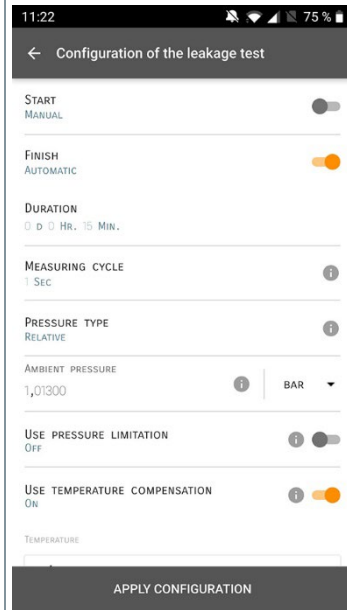 11:22 75 %
Configuration of the leakage test
START
MANUAL
FINISH
AUTOMATIC
DURATION
0 D 0 HR. 15 MIN.
MEASURING CYCLE
1 SEC
PRESSURE TYPE
RELATIVE
AMBIENT PRESSURE
1,01300 BAR
USE PRESSURE LIMITATION
OFF
USE TEMPERATURE COMPENSATION
ON
TEMPERATURE
APPLY CONFIGURATION